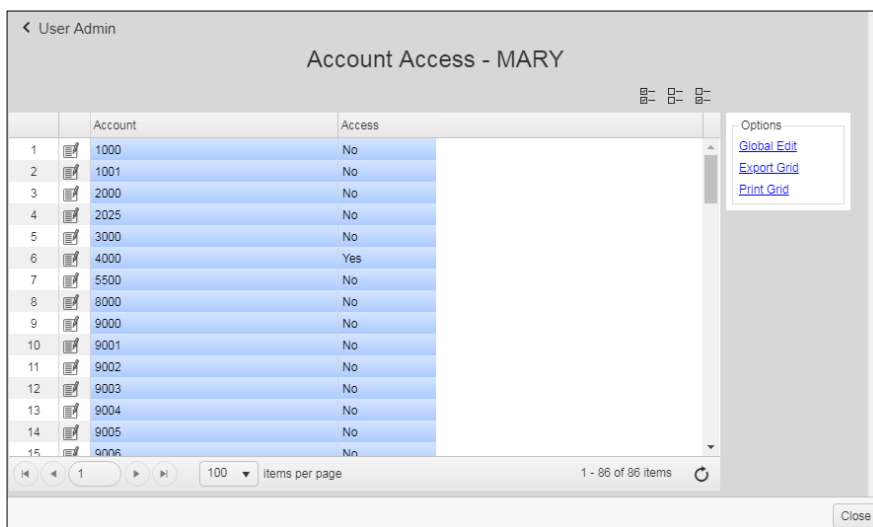 User Admin
Account Access - MARY
Account Access
Options
1 1000 No
Global Edit
2 1001 No
Export Grid
3 2000 No
Print Grid
4 2025 No
5 3000 No
6 4000 Yes
7 5500 No
8 8000 No
9 9000 No
10 9001 No
11 9002 No
12 9003 No
13 9004 No
14 9005 No
15 9006 No
1 100 items per page 1 - 86 of 86 items
Close